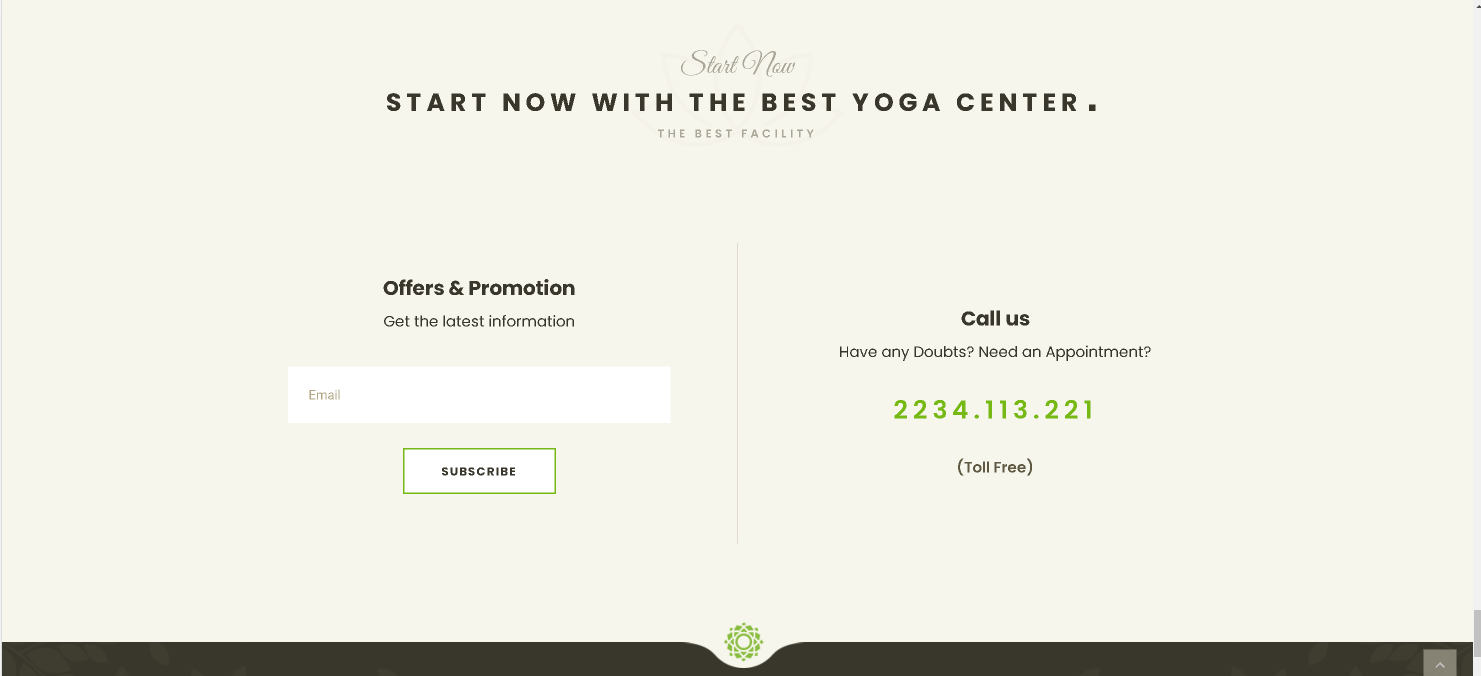 Start Now
START NOW WITH THE BEST YOGA CENTER.
THE BEST FACILITY
Offers & Promotion
Get the latest information
Email
SUBSCRIBE
Call us
Have any Doubts? Need an Appointment?
2234.113.221
(Toll Free)